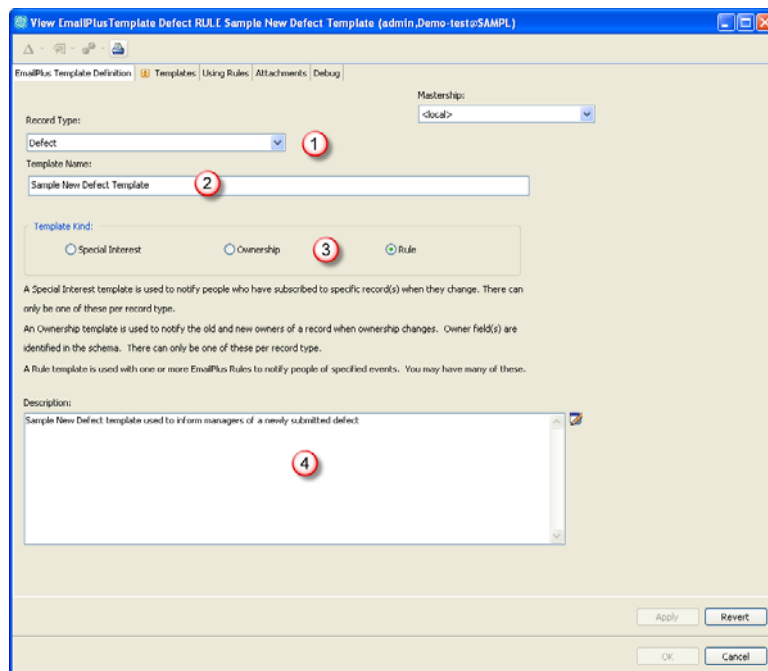 View EmailPlusTemplate Defect RULE Sample New Defect Template (admin,Demo-test@SAMPL)
EmailPlus Template Definition Templates Using Rules Attachments Debug
Mastership:
<local>
Record Type:
Defect
1
Template Name:
Sample New Defect Template
2
Template Kind:
Special Interest Ownership 3 Rule
A Special Interest template is used to notify people who have subscribed to specific record(s) when they change. There can
only be one of these per record type.
An Ownership template is used to notify the old and new owners of a record when ownership changes. Owner field(s) are
identified in the schema. There can only be one of these per record type.
A Rule template is used with one or more EmailPlus Rules to notify people of specified events. You may have many of these.
Description:
Sample New Defect template used to inform managers of a newly submitted defect
4
Apply Revert
OK Cancel